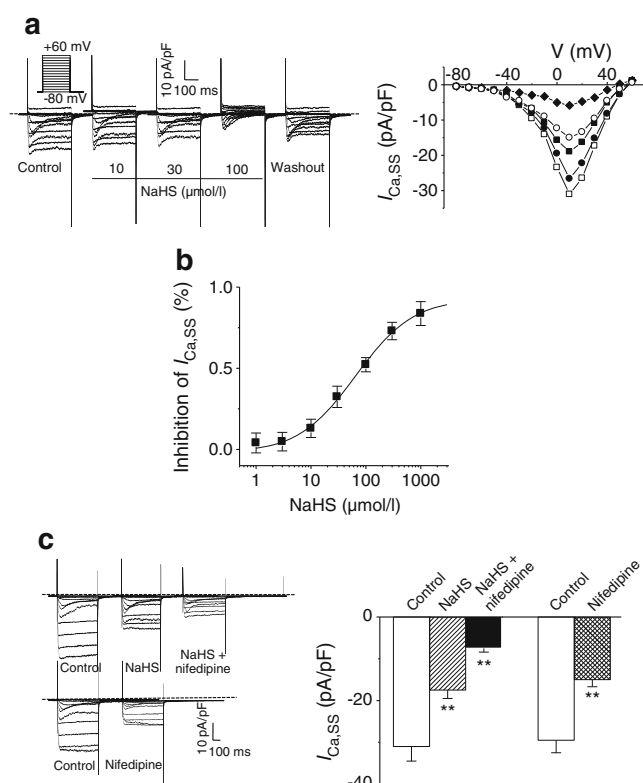 a
+60 mV
-80 mV
10 pA/pF
100 ms
Control
10
30
100
Washout
NaHS (µmol/l)
V (mV)
-80
-40
0
40
0
-10
-20
-30
I Ca,SS (pA/pF)
b
Inhibition of I Ca,SS (%)
1.0
0.5
0.0
1
10
100
1000
NaHS (µmol/l)
c
Control
NaHS
NaHS +
nifedipine
Control
Nifedipine
10 pA/pF
100 ms
Control
NaHS
NaHS +
nifedipine
Control
Nifedipine
0
-20
-40
I Ca,SS (pA/pF)
**
**
**